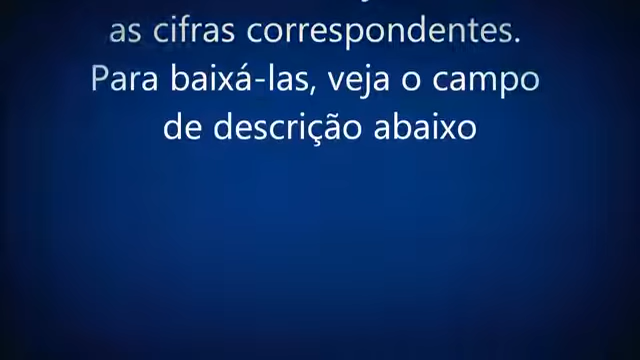 as cifras correspondentes.
Para baixá-las, veja o campo
de descrição abaixo